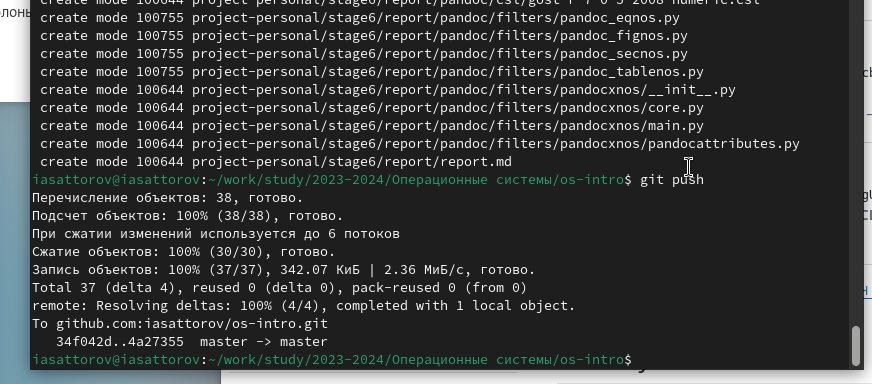 create mode 100755 project-personal/stage6/report/pandoc/filters/pandoc_eqnos.py
create mode 100755 project-personal/stage6/report/pandoc/filters/pandoc_fignos.py
create mode 100755 project-personal/stage6/report/pandoc/filters/pandoc_secnos.py
create mode 100755 project-personal/stage6/report/pandoc/filters/pandoc_tablenos.py
create mode 100644 project-personal/stage6/report/pandoc/filters/pandocxnos/__init__.py
create mode 100644 project-personal/stage6/report/pandoc/filters/pandocxnos/core.py
create mode 100644 project-personal/stage6/report/pandoc/filters/pandocxnos/main.py
create mode 100644 project-personal/stage6/report/pandoc/filters/pandocxnos/pandocattributes.py
create mode 100644 project-personal/stage6/report/report.md
iasattorov@iasattorov:~/work/study/2023-2024/Операционные системы/os-intro$ git push
Перечисление объектов: 38, готово.
Подсчет объектов: 100% (38/38), готово.
При сжатии изменений используется до 6 потоков
Сжатие объектов: 100% (30/30), готово.
Запись объектов: 100% (37/37), 342.07 КиБ | 2.36 МиБ/с, готово.
Total 37 (delta 4), reused 0 (delta 0), pack-reused 0 (from 0)
remote: Resolving deltas: 100% (4/4), completed with 1 local object.
To github.com:iasattorov/os-intro.git
34f042d..4a27355  master -> master
iasattorov@iasattorov:~/work/study/2023-2024/Операционные системы/os-intro$